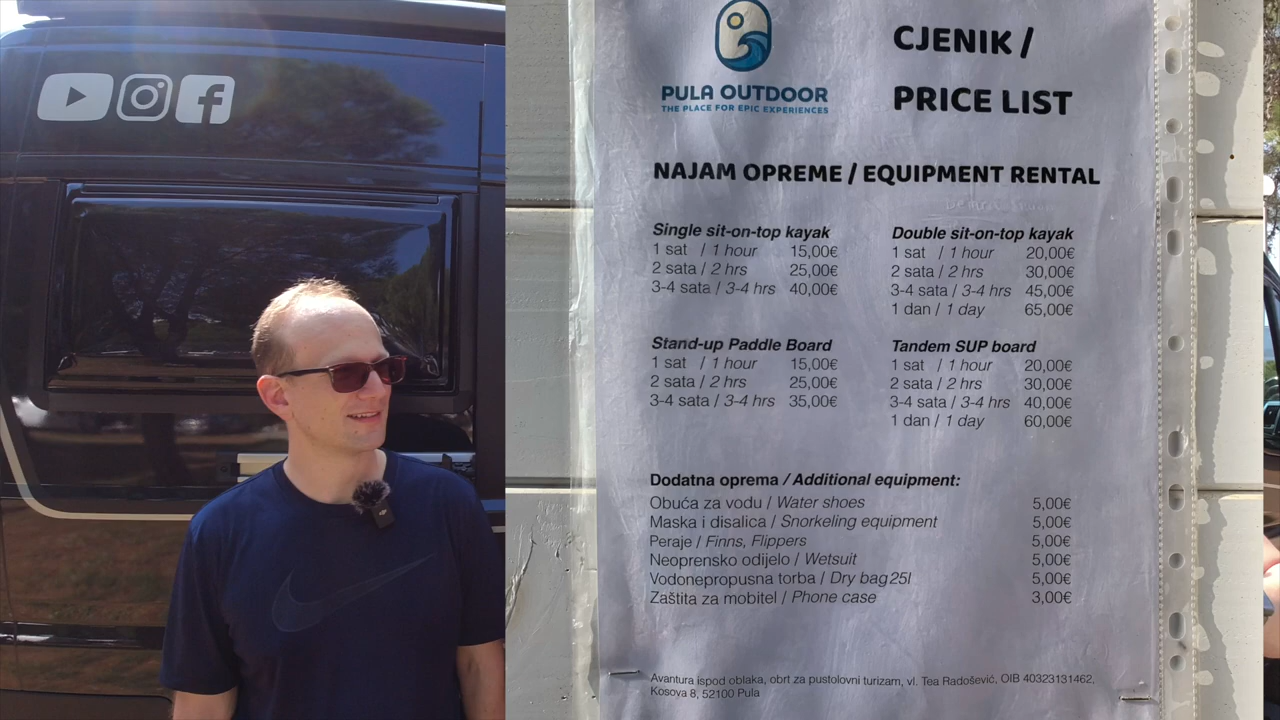 PULA OUTDOOR
THE PLACE FOR EPIC EXPERIENCES
CJENIK /
PRICE LIST
NAJAM OPREME / EQUIPMENT RENTAL
Single sit-on-top kayak
1 sat / 1 hour 15,00€
2 sata / 2 hrs 25,00€
3-4 sata / 3-4 hrs 40,00€
Double sit-on-top kayak
1 sat / 1 hour 20,00€
2 sata / 2 hrs 30,00€
3-4 sata / 3-4 hrs 45,00€
1 dan / 1 day 65,00€
Stand-up Paddle Board
1 sat / 1 hour 15,00€
2 sata / 2 hrs 25,00€
3-4 sata / 3-4 hrs 35,00€
Tandem SUP board
1 sat / 1 hour 20,00€
2 sata / 2 hrs 30,00€
3-4 sata / 3-4 hrs 40,00€
1 dan / 1 day 60,00€
Dodatna oprema / Additional equipment:
Obuća za vodu / Water shoes 5,00€
Maska i disalica / Snorkeling equipment 5,00€
Peraje / Finns, Flippers 5,00€
Neoprensko odijelo / Wetsuit 5,00€
Vodonepropusna torba / Dry bag 25l 5,00€
Zaštita za mobitel / Phone case 3,00€
Avantura ispod oblaka, obrt za pustolovni turizam, vl. Tea Radošević, OIB 40323131462,
Kosova 8, 52100 Pula